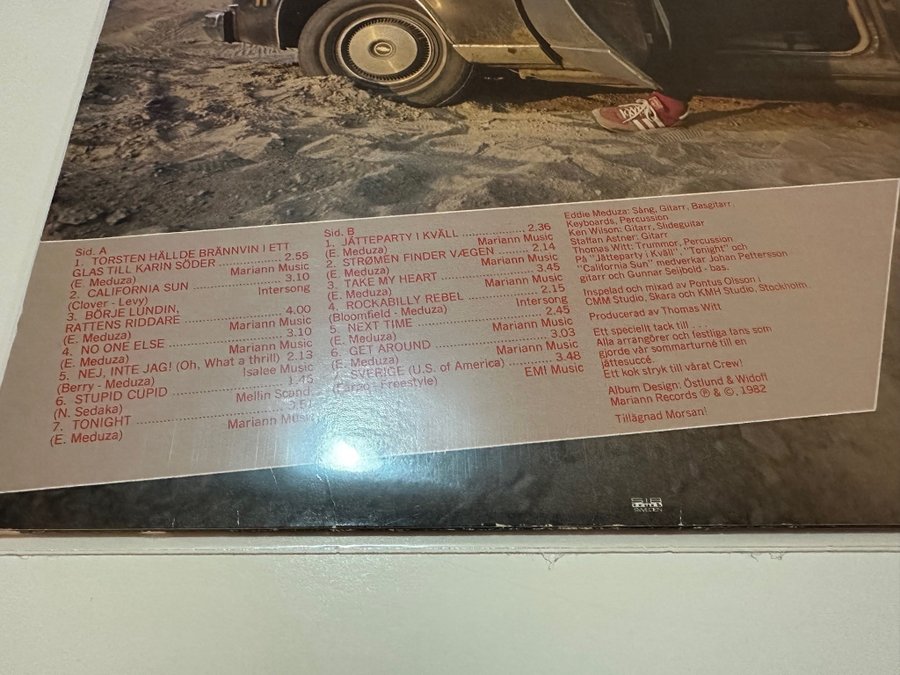 Sid. A
1. TORSTEN HÄLLDE BRÄNNVIN I ETT
GLAS TILL KARIN SÖDER ........ 2.55
(E. Meduza) Mariann Music
2. CALIFORNIA SUN ........ 3.10
(Clover - Levy) Intersong
3. BÖRJE LUNDIN,
RATTENS RIDDARE ........ 4.00
(E. Meduza) Mariann Music
4. NO ONE ELSE ........ 3.10
(E. Meduza) Mariann Music
5. NEJ, INTE JAG! (Oh, What a thrill) 2.13
(Berry - Meduza) Isalee Music
6. STUPID CUPID ........ 1.45
(N. Sedaka) Mellin Scand.
7. TONIGHT ........
(E. Meduza) Mariann Music
Sid. B
1. JÄTTEPARTY I KVÄLL ........ 2.36
(E. Meduza) Mariann Music
2. STRØMEN FINDER VÆGEN ........ 2.14
(E. Meduza) Mariann Music
3. TAKE MY HEART ........ 3.45
(E. Meduza) Mariann Music
4. ROCKABILLY REBEL ........ 2.15
(Bloomfield - Meduza) Intersong
5. NEXT TIME ........ 2.45
(E. Meduza) Mariann Music
6. GET AROUND ........ 3.03
(E. Meduza) Mariann Music
SVERIGE (U.S. of America) ........ 3.48
Freestyle) EMI Music
Eddie Meduza: Sång, Gitarr, Basgitarr,
Keyboards, Percussion
Ken Wilson: Gitarr, Slideguitar
Staffan Astner: Gitarr
Thomas Witt: Trummor, Percussion
På "Jätteparty i Kväll" - "Tonight" och
"California Sun" medverkar Johan Pettersson
gitarr och Gunnar Seijbold - bas.
Inspelad och mixad av Pontus Olsson i
CMM Studio, Skara och KMH Studio, Stockholm
Producerad av Thomas Witt
Ett speciellt tack till . . .
Alla arrangörer och festliga fans som
gjorde vår sommarturné till en
jättesuccé.
Ett kok stryk till vårat Crew!
Album Design: Östlund & Widoff
Mariann Records ℗ & ©, 1982
Tillägnad Morsan!
SIB
SWEDEN